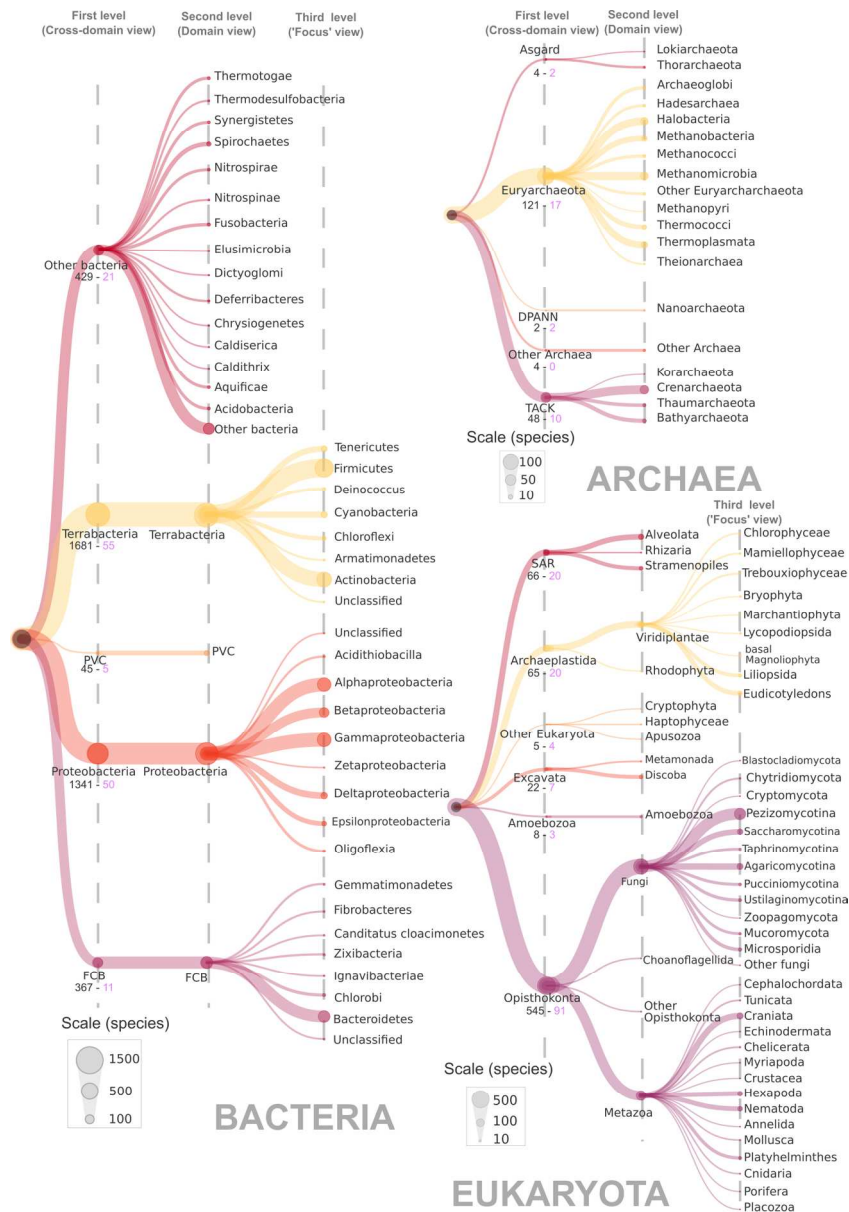 First level
(Cross-domain view)
Second level
(Domain view)
Third level
('Focus' view)
Thermotogae
Thermodesulfobacteria
Synergistetes
Spirochaetes
Nitrospirae
Nitrospinae
Fusobacteria
Elusimicrobia
Other bacteria
429 - 21
Dictyoglomi
Deferribacteres
Chrysiogenetes
Caldiserica
Caldithrix
Aquificae
Acidobacteria
Other bacteria
Tenericutes
Firmicutes
Deinococcus
Cyanobacteria
Terrabacteria
1681 - 55
Terrabacteria
Chloroflexi
Armatimonadetes
Actinobacteria
Unclassified
PVC
45 - 5
PVC
Unclassified
Acidithiobacilla
Alphaproteobacteria
Betaproteobacteria
Gammaproteobacteria
Proteobacteria
1341 - 50
Proteobacteria
Zetaproteobacteria
Deltaproteobacteria
Epsilonproteobacteria
Oligoflexia
Gemmatimonadetes
Fibrobacteres
Canditatus cloacimonetes
Zixibacteria
FCB
367 - 11
FCB
Ignavibacteriae
Chlorobi
Bacteroidetes
Unclassified
Scale (species)
1500
500
100
BACTERIA
First level
(Cross-domain view)
Second level
(Domain view)
Asgard
4 - 2
Lokiarchaeota
Thorarchaeota
Archaeoglobi
Hadesarchaea
Halobacteria
Methanobacteria
Methanococci
Methanomicrobia
Euryarchaeota
121 - 17
Other Euryarcharchaeota
Methanopyri
Thermococci
Thermoplasmata
Theionarchaea
DPANN
2 - 2
Nanoarchaeota
Other Archaea
4 - 0
Other Archaea
Korarchaeota
Crenarchaeota
TACK
48 - 10
Thaumarchaeota
Bathyarchaeota
Scale (species)
100
50
10
ARCHAEA
Third level
('Focus' view)
SAR
66 - 20
Alveolata
Rhizaria
Stramenopiles
Chlorophyceae
Mamiellophyceae
Trebouxiophyceae
Bryophyta
Marchantiophyta
Archaeplastida
65 - 20
Viridiplantae
Lycopodiopsida
basal
Magnoliophyta
Rhodophyta
Liliopsida
Eudicotyledons
Cryptophyta
Haptophyceae
Other Eukaryota
5 - 4
Apusozoa
Excavata
22 - 7
Metamonada
Discoba
Amoebozoa
8 - 3
Amoebozoa
Blastocladiomycota
Chytridiomycota
Cryptomycota
Pezizomycotina
Saccharomycotina
Taphrinomycotina
Agaricomycotina
Fungi
Pucciniomycotina
Ustilaginomycotina
Zoopagomycota
Mucoromycota
Microsporidia
Other fungi
Choanoflagellida
Opisthokonta
545 - 91
Other
Opisthokonta
Cephalochordata
Tunicata
Craniata
Echinodermata
Chelicerata
Myriapoda
Crustacea
Metazoa
Hexapoda
Nematoda
Annelida
Mollusca
Platyhelminthes
Cnidaria
Porifera
Placozoa
Scale (species)
500
100
10
EUKARYOTA